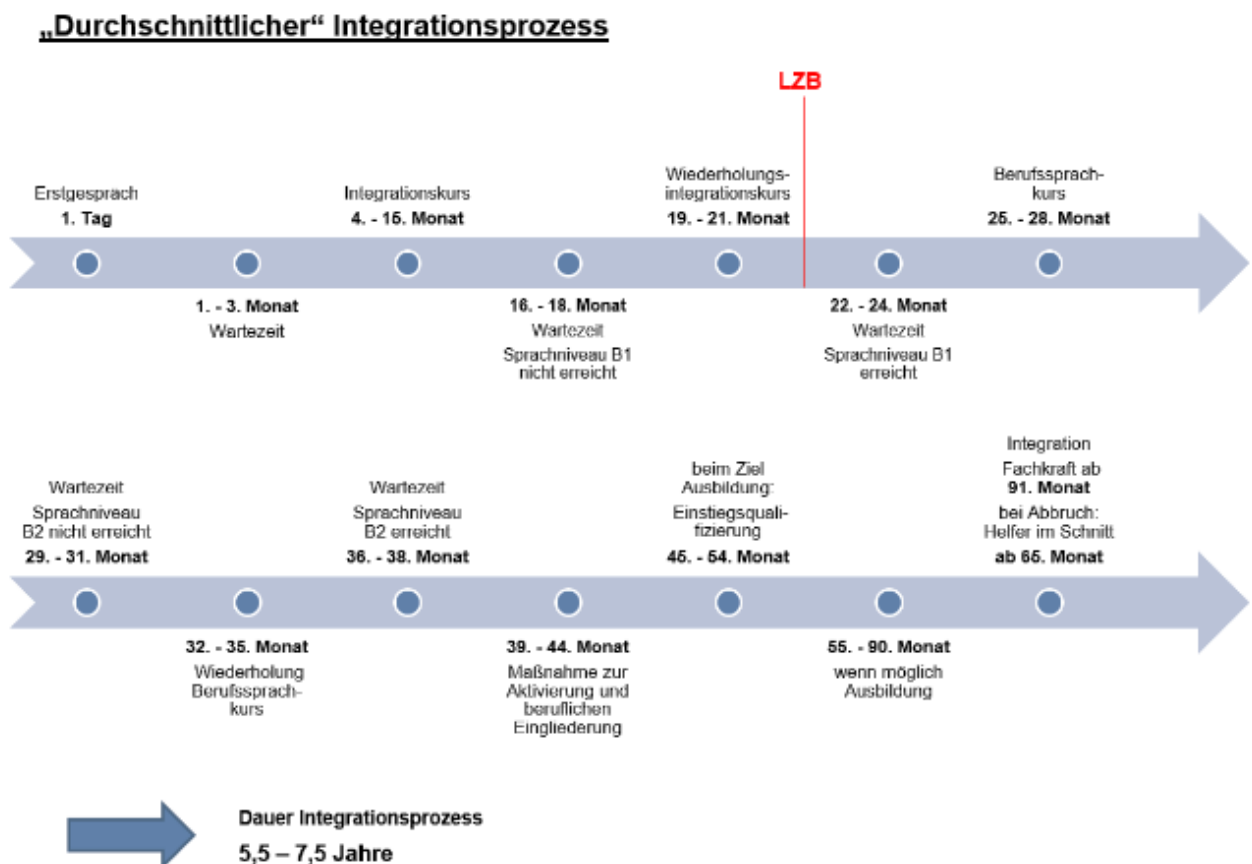 „Durchschnittlicher“ Integrationsprozess
LZB
Erstgespräch
1. Tag
1. - 3. Monat
Wartezeit
Integrationskurs
4. - 15. Monat
16. - 18. Monat
Wartezeit
Sprachniveau B1
nicht erreicht
Wiederholungs-
integrationskurs
19. - 21. Monat
22. - 24. Monat
Wartezeit
Sprachniveau B1
erreicht
Berufssprach-
kurs
25. - 28. Monat
Wartezeit
Sprachniveau
B2 nicht erreicht
29. - 31. Monat
32. - 35. Monat
Wiederholung
Berufssprach-
kurs
Wartezeit
Sprachniveau
B2 erreicht
36. - 38. Monat
39. - 44. Monat
Maßnahme zur
Aktivierung und
beruflichen
Eingliederung
beim Ziel
Ausbildung:
Einstiegsquali-
fizierung
45. - 54. Monat
55. - 90. Monat
wenn möglich
Ausbildung
Integration
Fachkraft ab
91. Monat
bei Abbruch:
Helfer im Schnitt
ab 65. Monat
Dauer Integrationsprozess
5,5 – 7,5 Jahre